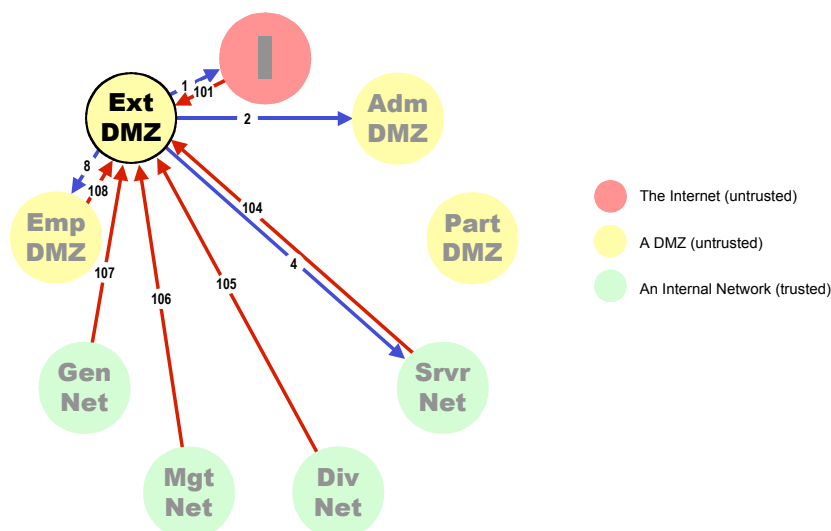 I
1
101
Ext
DMZ
2
Adm
DMZ
8
108
104
The Internet (untrusted)
Emp
DMZ
Part
DMZ
A DMZ (untrusted)
107
106
105
4
An Internal Network (trusted)
Gen
Net
Srvr
Net
Mgt
Net
Div
Net